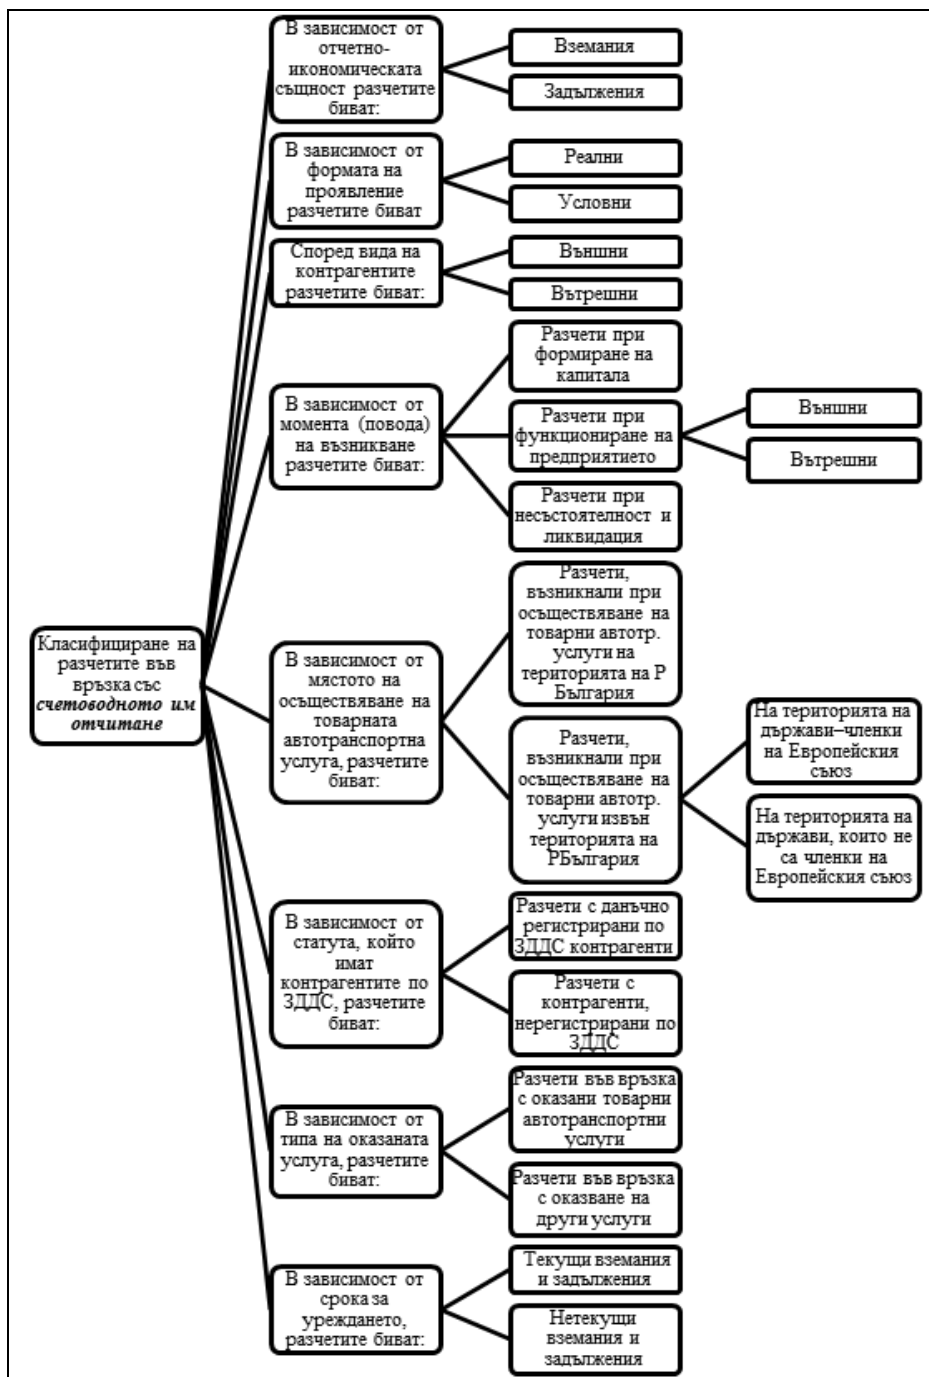 Класифициране на
разчетите във
връзка със
счетоводното им
отчитане
В зависимост от
отчетно-
икономическата
същност разчетите
биват:
Вземания
Задължения
В зависимост от
формата на
проявление
разчетите биват
Реални
Условни
Според вида на
контрагентите
разчетите биват:
Външни
Вътрешни
В зависимост от
момента (повода)
на възникване
разчетите биват:
Разчети при
формиране на
капитала
Разчети при
функциониране на
предприятието
Външни
Вътрешни
Разчети при
несъстоятелност и
ликвидация
В зависимост от
мястото на
осъществяване на
товарната
автотранспортна
услуга, разчетите
биват:
Разчети,
възникнали при
осъществяване на
товарни автотр.
услуги на
територията на Р
България
Разчети,
възникнали при
осъществяване на
товарни автотр.
услуги извън
територията на
РБългария
На територията на
държави–членки
на Европейския
съюз
На територията на
държави, които не
са членки на
Европейския съюз
В зависимост от
статута, който
имат
контрагентите по
ЗДДС, разчетите
биват:
Разчети с данъчно
регистрирани по
ЗДДС контрагенти
Разчети с
контрагенти,
нерегистрирани по
ЗДДС
В зависимост от
типа на оказаната
услуга, разчетите
биват:
Разчети във връзка
с оказани товарни
автотранспортни
услуги
Разчети във връзка
с оказване на
други услуги
В зависимост от
срока за
уреждането,
разчетите биват:
Текущи вземания
и задължения
Нетекущи
вземания и
задължения